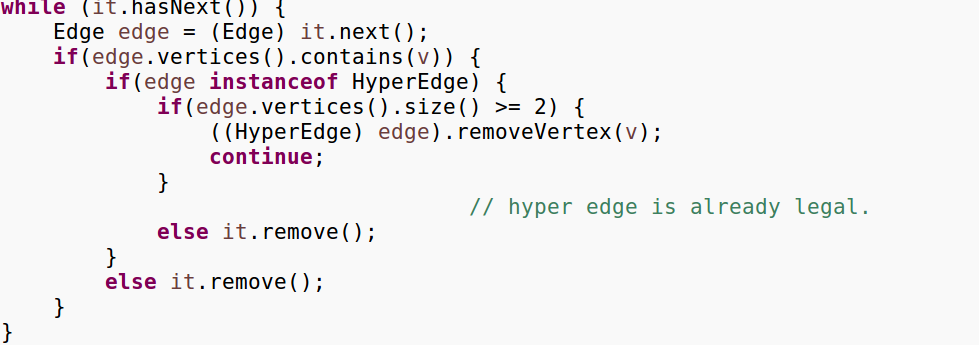 while (it.hasNext()) {
    Edge edge = (Edge) it.next();
    if(edge.vertices().contains(v)) {
        if(edge instanceof HyperEdge) {
            if(edge.vertices().size() >= 2) {
                ((HyperEdge) edge).removeVertex(v);
                continue;
            }
                                    // hyper edge is already legal.
            else it.remove();
        }
        else it.remove();
    }
}